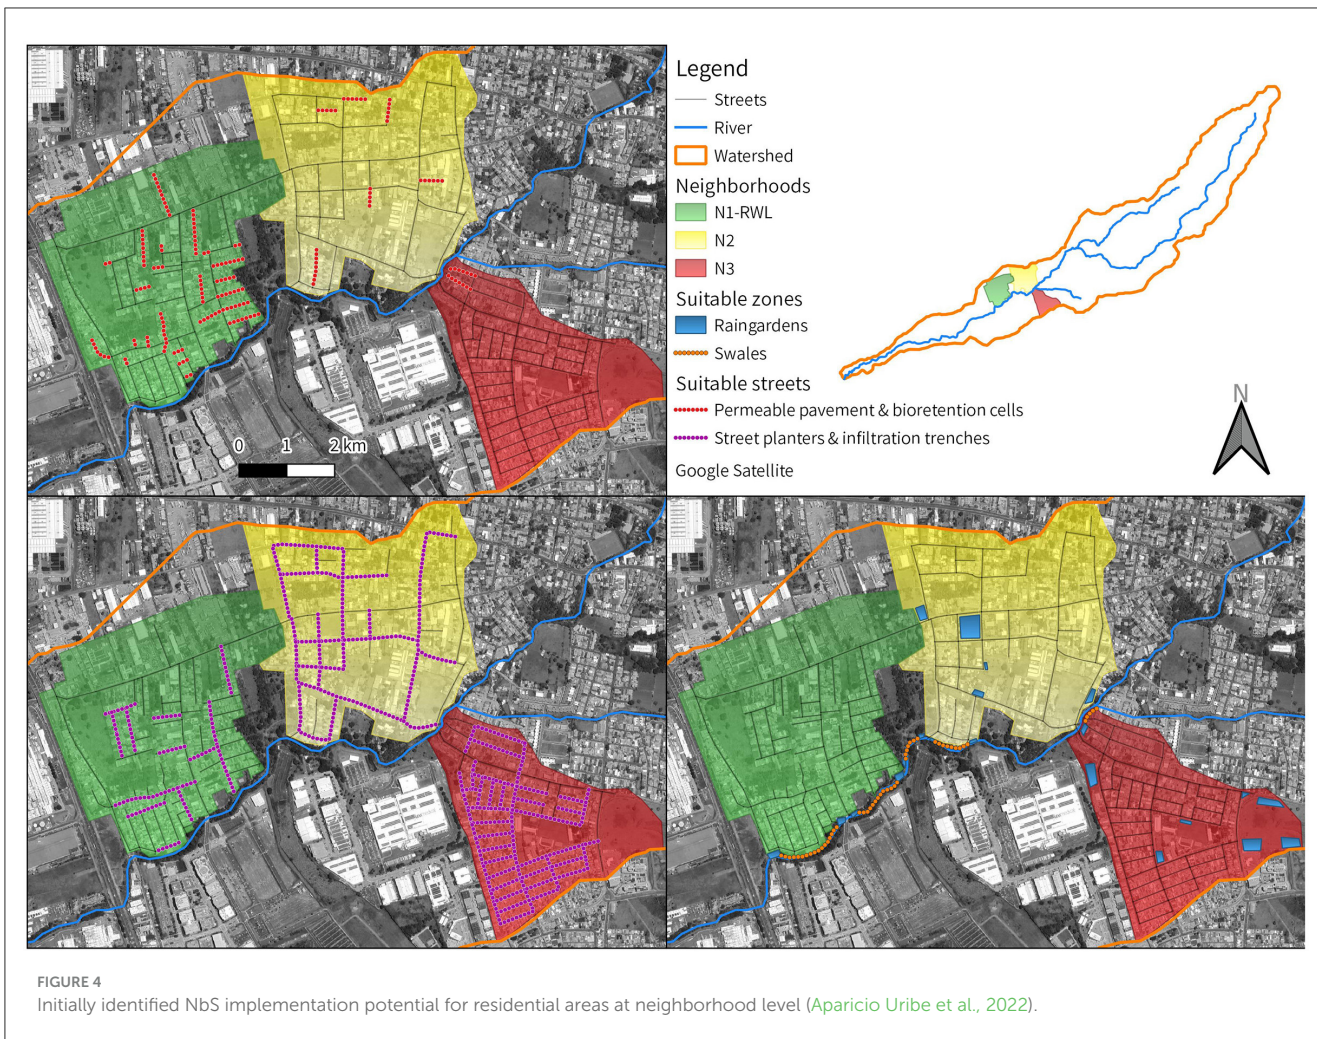 Legend
Streets
River
Watershed
Neighborhoods
N1-RWL
N2
N3
Suitable zones
Raingardens
Swales
Suitable streets
Permeable pavement & bioretention cells
Street planters & infiltration trenches
Google Satellite
N
0 1 2 km
FIGURE 4
Initially identified NbS implementation potential for residential areas at neighborhood level (Aparicio Uribe et al., 2022).